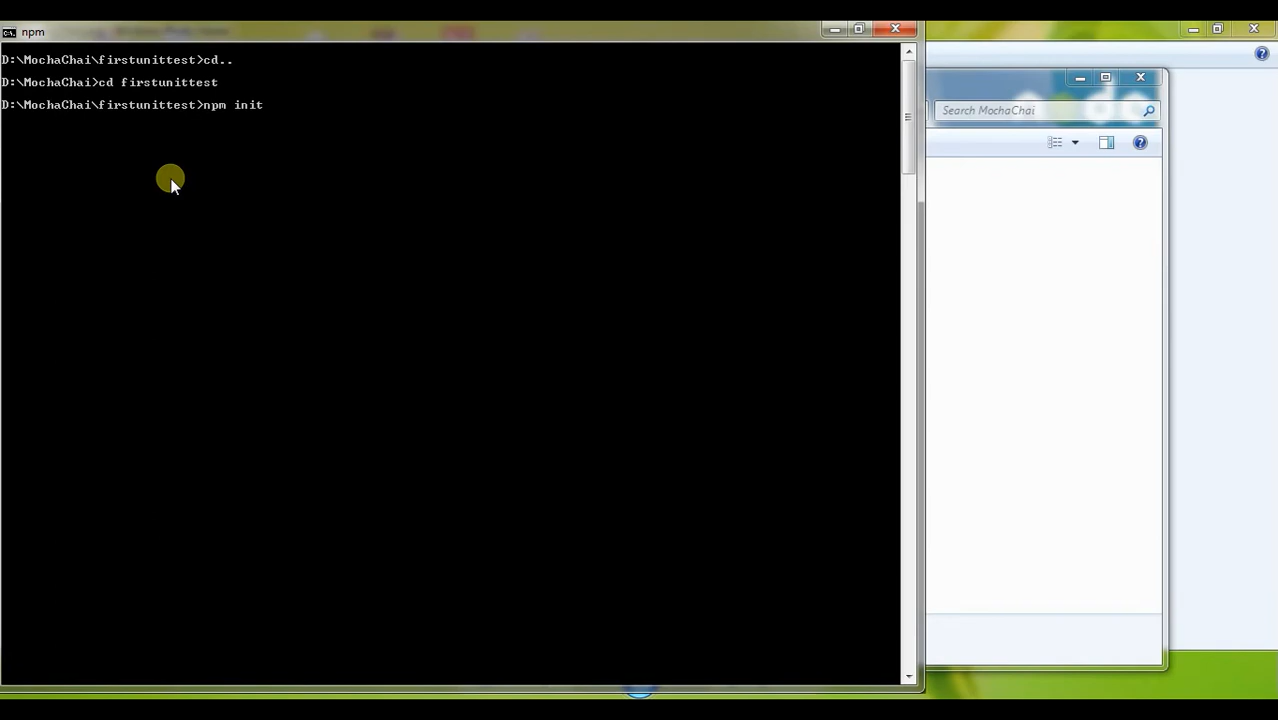 npm
D:\MochaChai\firstunittest>cd..
D:\MochaChai>cd firstunittest
D:\MochaChai\firstunittest>npm init
Search MochaChai